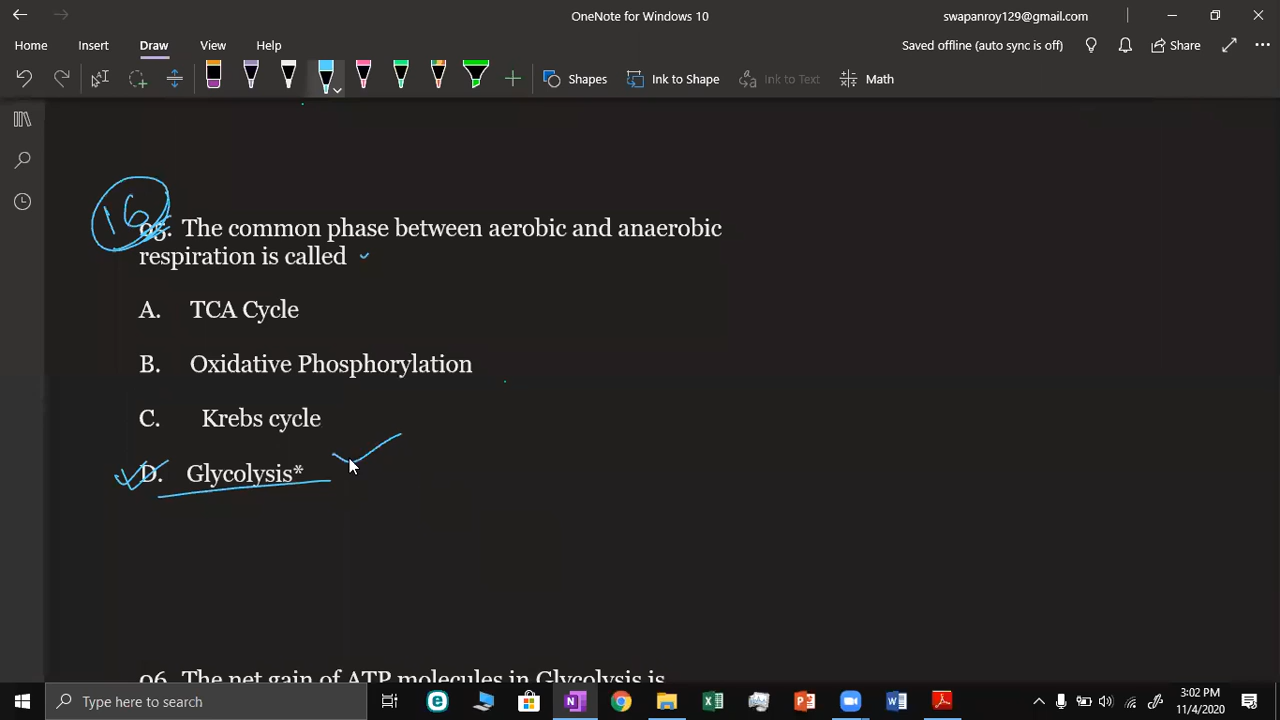 OneNote for Windows 10
swapanroy129@gmail.com
Home
Insert
Draw
View
Help
Saved offline (auto sync is off)
Share
Shapes
Ink to Shape
Ink to Text
Math
16
05. The common phase between aerobic and anaerobic
respiration is called
A. TCA Cycle
B. Oxidative Phosphorylation
C. Krebs cycle
D. Glycolysis*
06. The net gain of ATP molecules in Glycolysis is
Type here to search
3:02 PM
11/4/2020